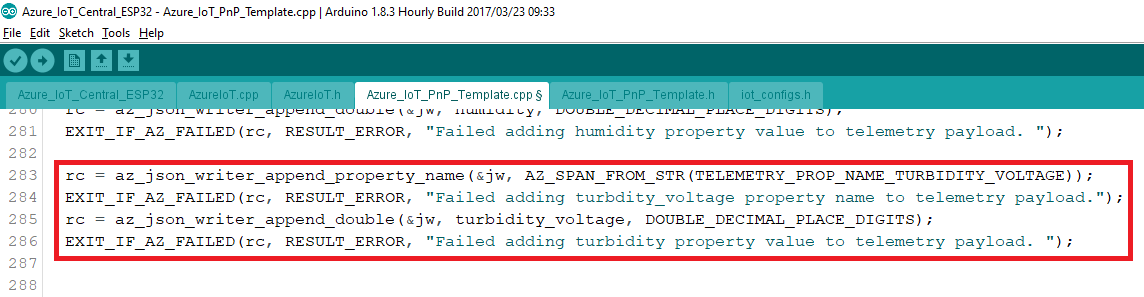 Azure_IoT_Central_ESP32 - Azure_IoT_PnP_Template.cpp | Arduino 1.8.3 Hourly Build 2017/03/23 09:33
File Edit Sketch Tools Help
Azure_IoT_Central_ESP32 AzureIoT.cpp AzureIoT.h Azure_IoT_PnP_Template.cpp § Azure_IoT_PnP_Template.h iot_configs.h
280 rc = az_json_writer_append_double(&jw, humidity, DOUBLE_DECIMAL_PLACE_DIGITS);
281 EXIT_IF_AZ_FAILED(rc, RESULT_ERROR, "Failed adding humidity property value to telemetry payload. ");
282
283 rc = az_json_writer_append_property_name(&jw, AZ_SPAN_FROM_STR(TELEMETRY_PROP_NAME_TURBIDITY_VOLTAGE));
284 EXIT_IF_AZ_FAILED(rc, RESULT_ERROR, "Failed adding turbdity_voltage property name to telemetry payload.");
285 rc = az_json_writer_append_double(&jw, turbidity_voltage, DOUBLE_DECIMAL_PLACE_DIGITS);
286 EXIT_IF_AZ_FAILED(rc, RESULT_ERROR, "Failed adding turbidity property value to telemetry payload. ");
287
288